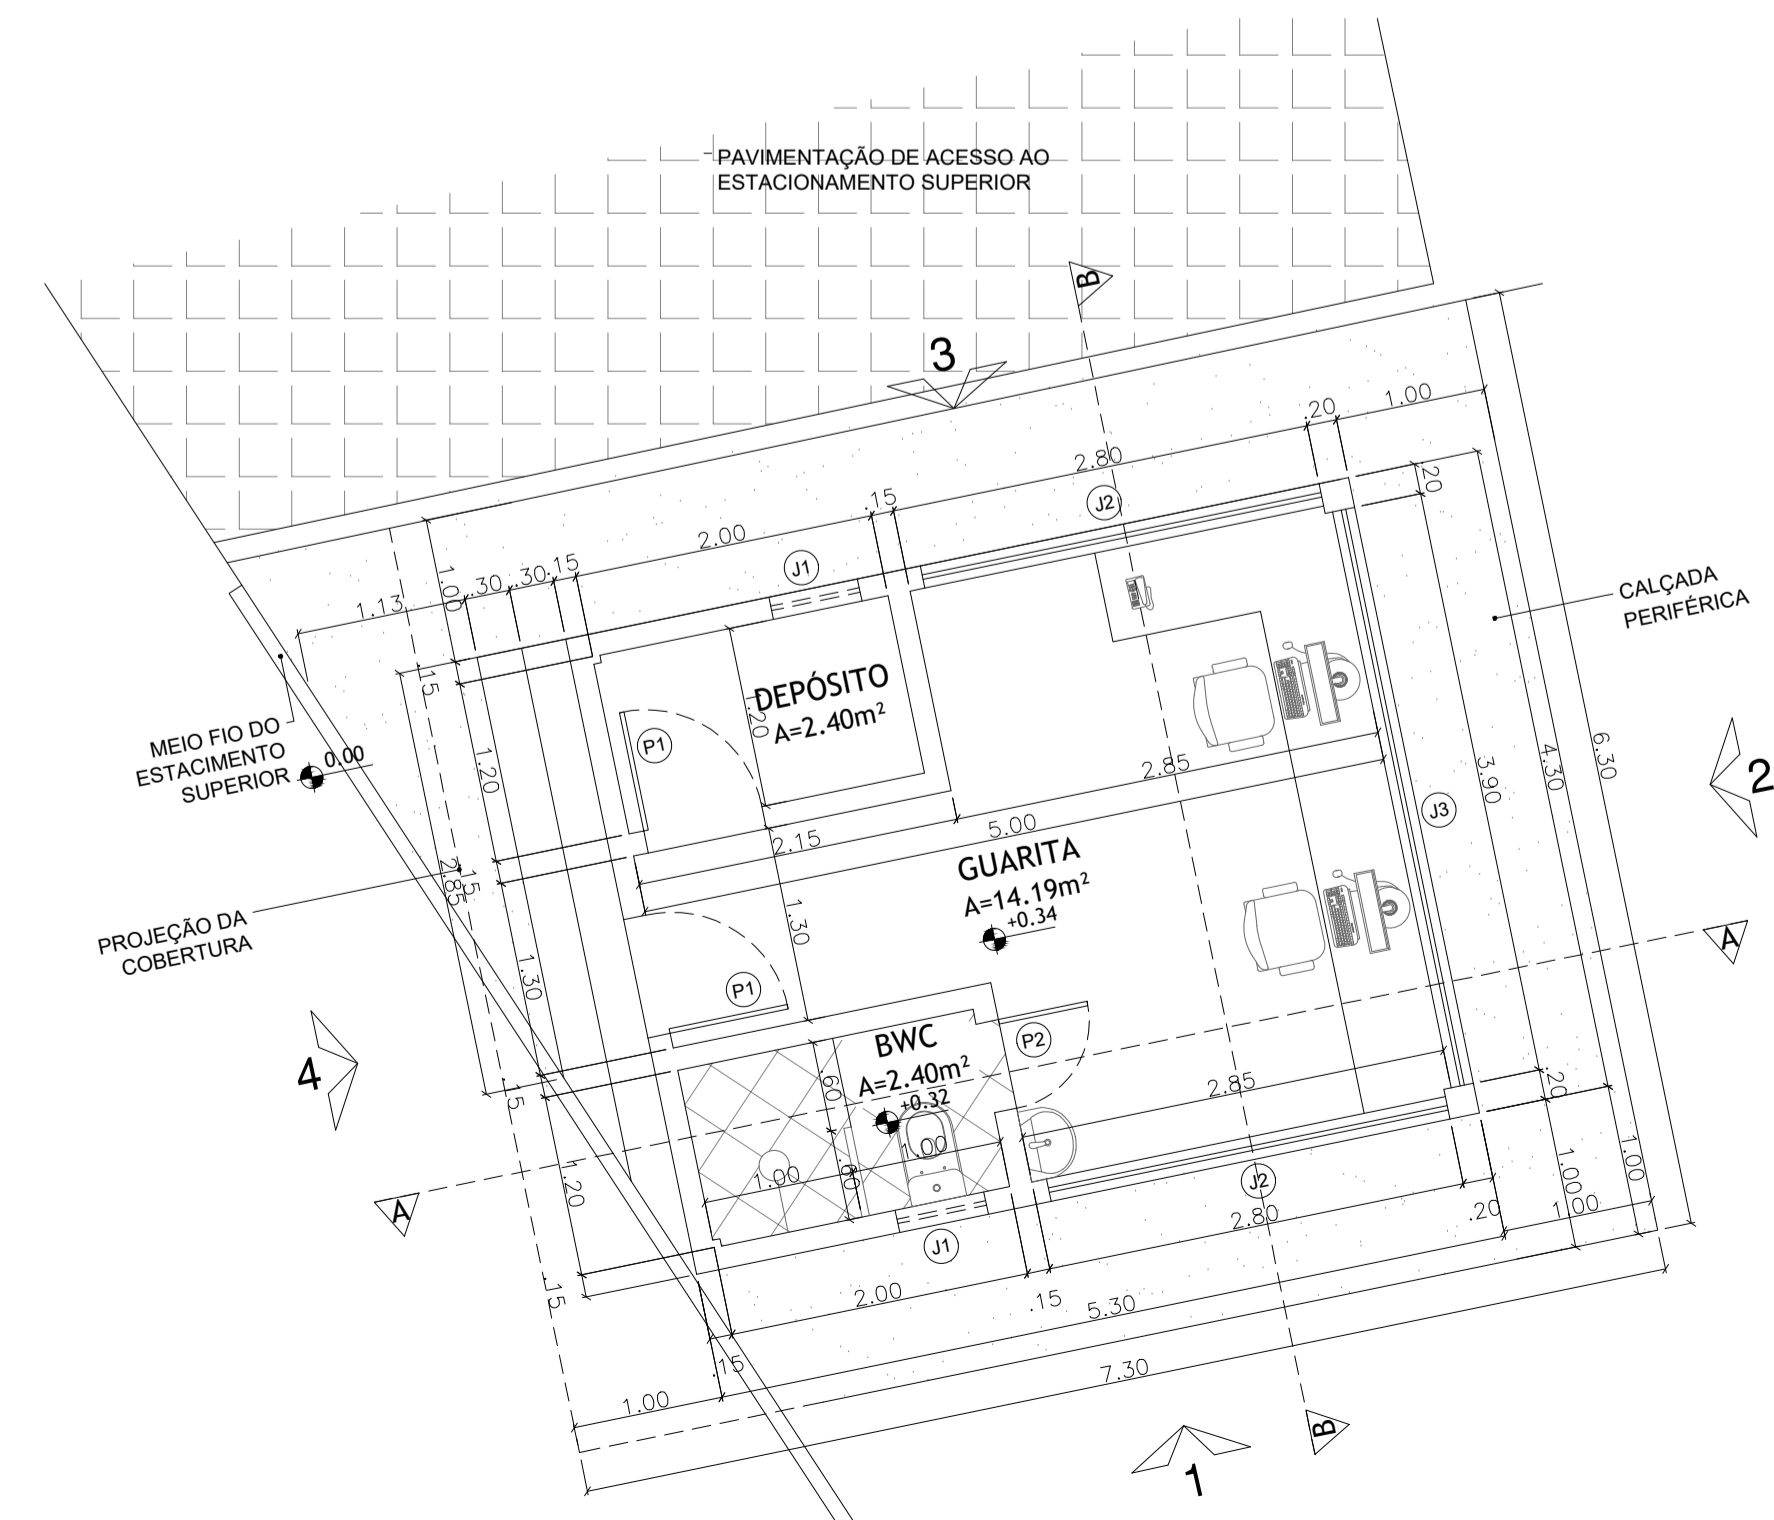 PAVIMENTAÇÃO DE ACESSO AO
ESTACIONAMENTO SUPERIOR
B
3
.20
1.00
2.80
.15
J2
.20
2.00
J1
.15
.30
.30
1.13
1.00
CALÇADA
PERIFÉRICA
.15
DEPÓSITO
A=2.40m²
1.20
P1
MEIO FIO DO
ESTACIMENTO
SUPERIOR
0.00
1.20
2.85
3.90
4.30
6.30
2
J3
5.00
2.15
GUARITA
A=14.19m²
+0.34
2.85
.15
PROJEÇÃO DA
COBERTURA
1.30
1.30
A
P1
BWC
A=2.40m²
+0.32
P2
4
.60
2.85
.20
.15
1.00
1.00
.60
1.00
1.00
1.20
A
J2
J1
2.80
.20
1.00
2.00
.15
5.30
.15
.15
7.30
1.00
B
1